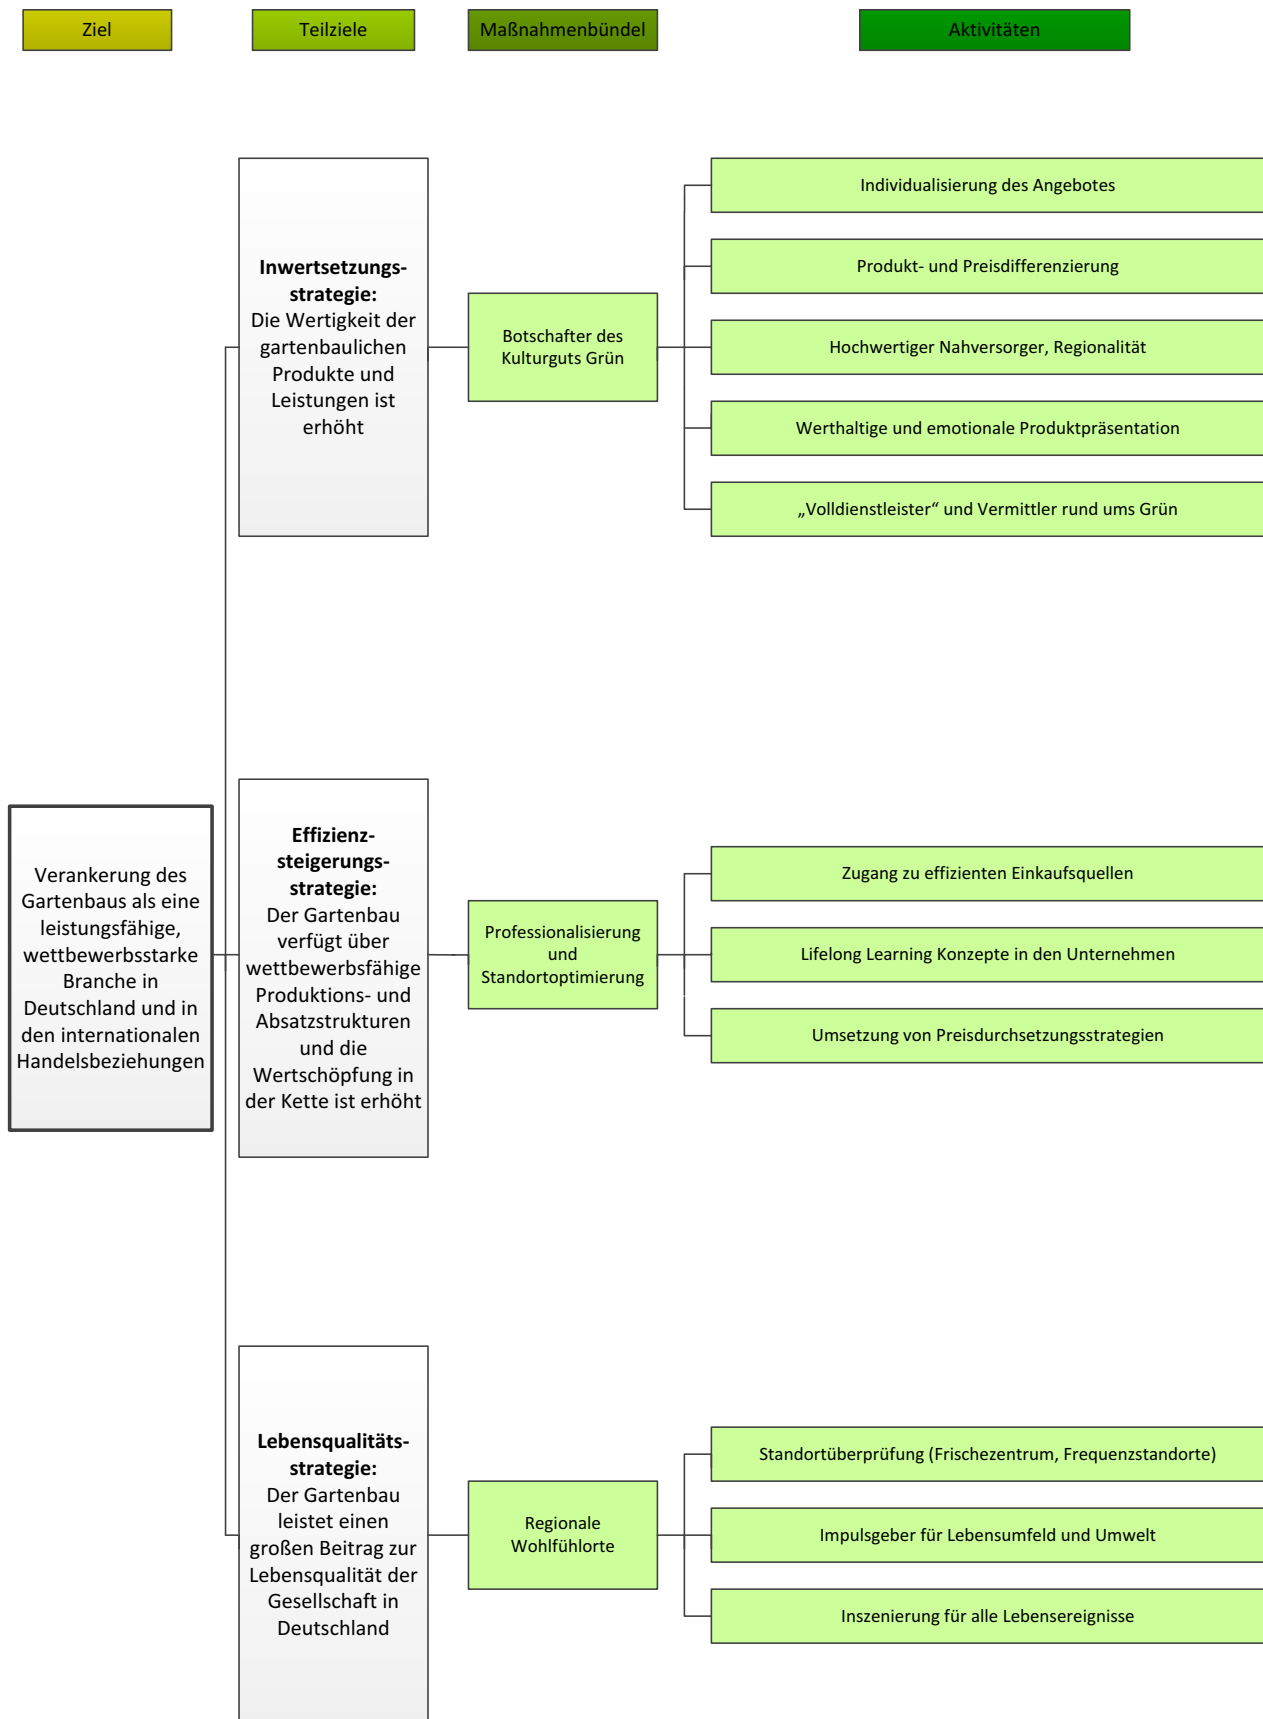 Ziel
Teilziele
Maßnahmenbündel
Aktivitäten
Verankerung des
Gartenbaus als eine
leistungsfähige,
wettbewerbsstarke
Branche in
Deutschland und in
den internationalen
Handelsbeziehungen
Inwertsetzungs-
strategie:
Die Wertigkeit der
gartenbaulichen
Produkte und
Leistungen ist
erhöht
Botschafter des
Kulturguts Grün
Individualisierung des Angebotes
Produkt- und Preisdifferenzierung
Hochwertiger Nahversorger, Regionalität
Werthaltige und emotionale Produktpräsentation
„Volldienstleister“ und Vermittler rund ums Grün
Effizienz-
steigerungs-
strategie:
Der Gartenbau
verfügt über
wettbewerbsfähige
Produktions- und
Absatzstrukturen
und die
Wertschöpfung in
der Kette ist erhöht
Professionalisierung
und
Standortoptimierung
Zugang zu effizienten Einkaufsquellen
Lifelong Learning Konzepte in den Unternehmen
Umsetzung von Preisdurchsetzungsstrategien
Lebensqualitäts-
strategie:
Der Gartenbau
leistet einen
großen Beitrag zur
Lebensqualität der
Gesellschaft in
Deutschland
Regionale
Wohlfühlorte
Standortüberprüfung (Frischezentrum, Frequenzstandorte)
Impulsgeber für Lebensumfeld und Umwelt
Inszenierung für alle Lebensereignisse